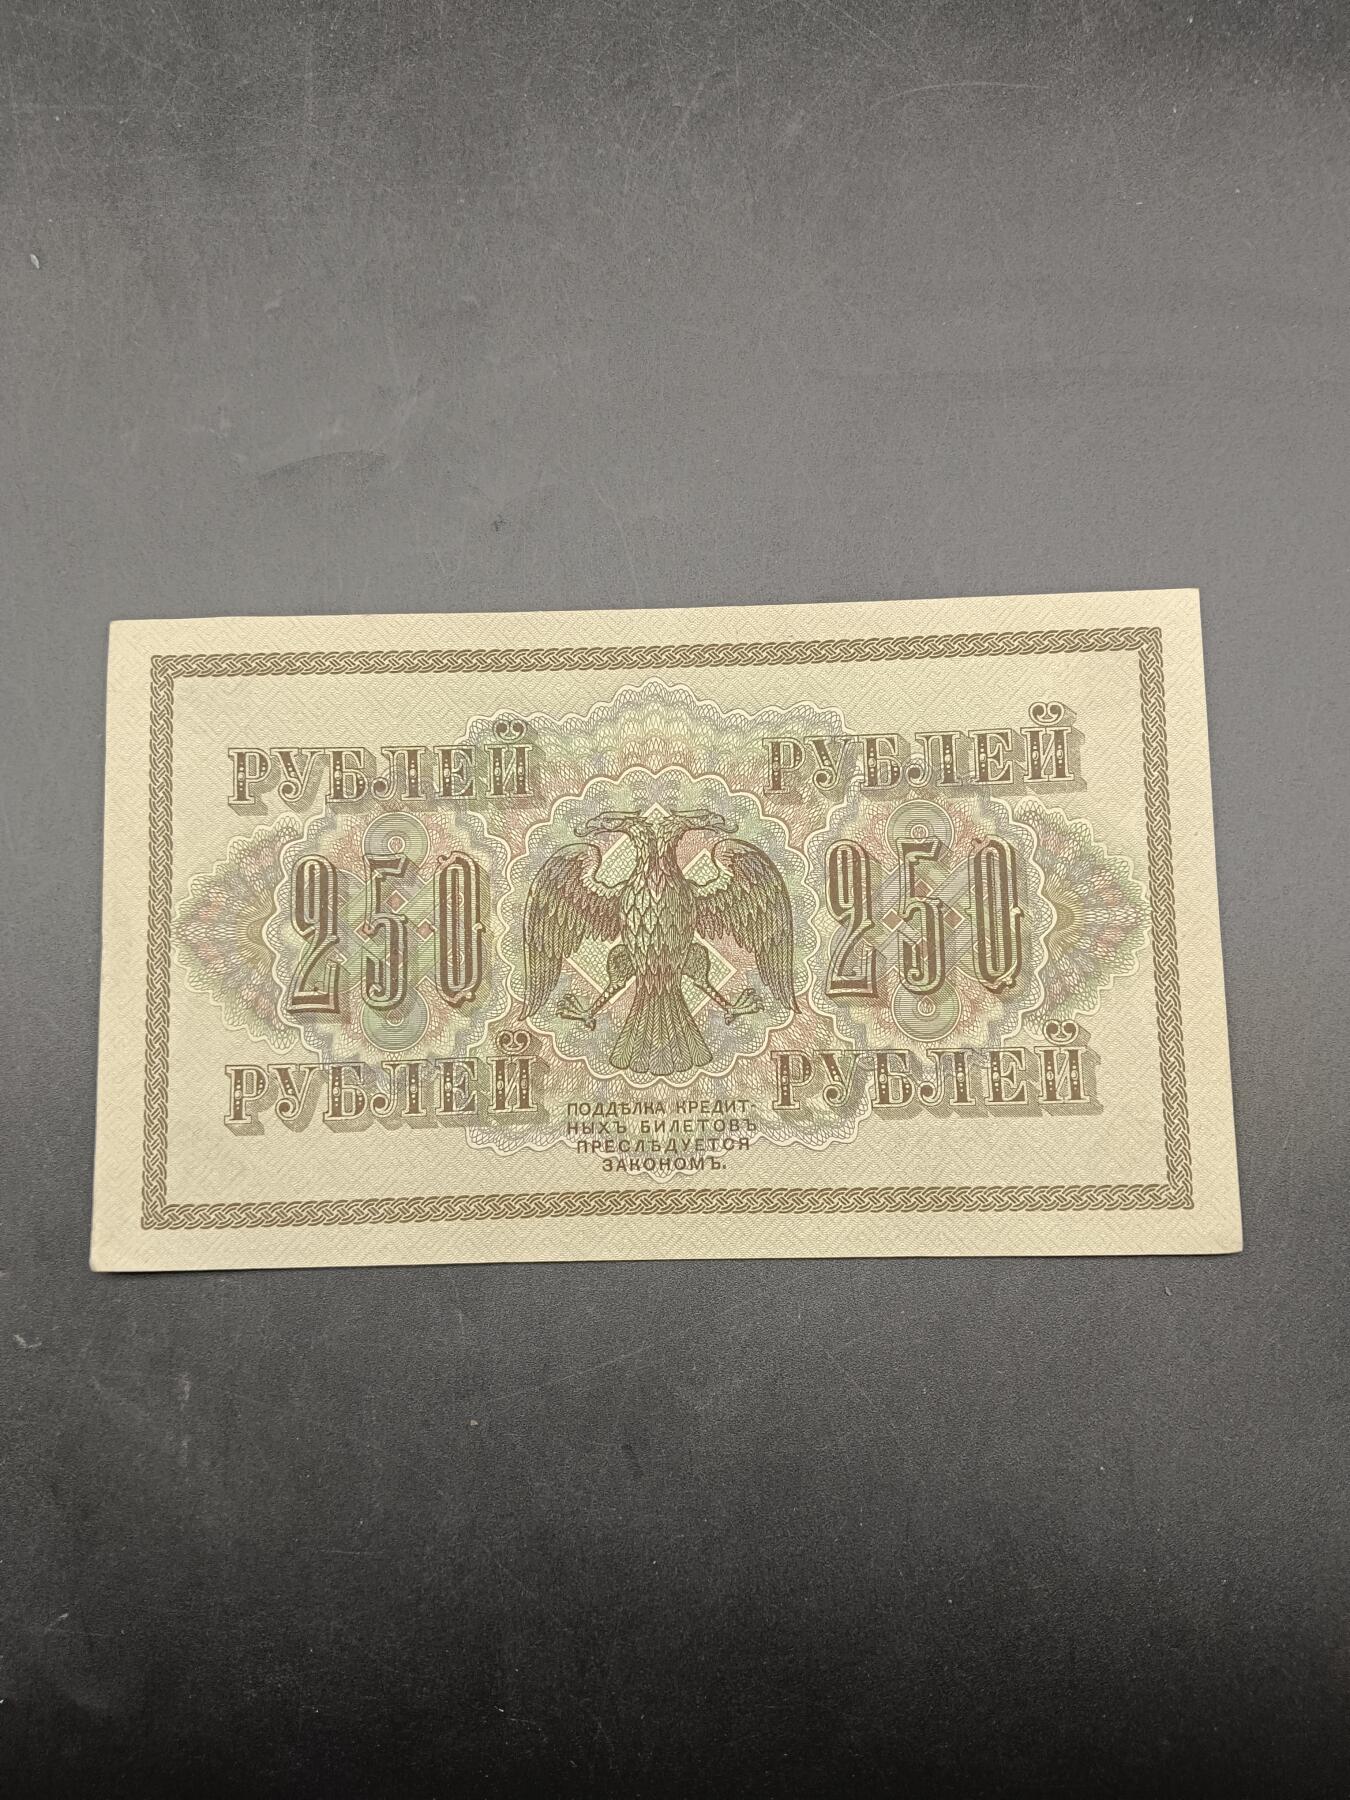 РУБЛЕЙ РУБЛЕЙ
250 250
РУБЛЕЙ РУБЛЕЙ
ПОДДѢЛКА КРЕДИТ-
НЫХЪ БИЛЕТОВЪ
ПРЕСЛѢДУЕТСЯ
ЗАКОНОМЪ.